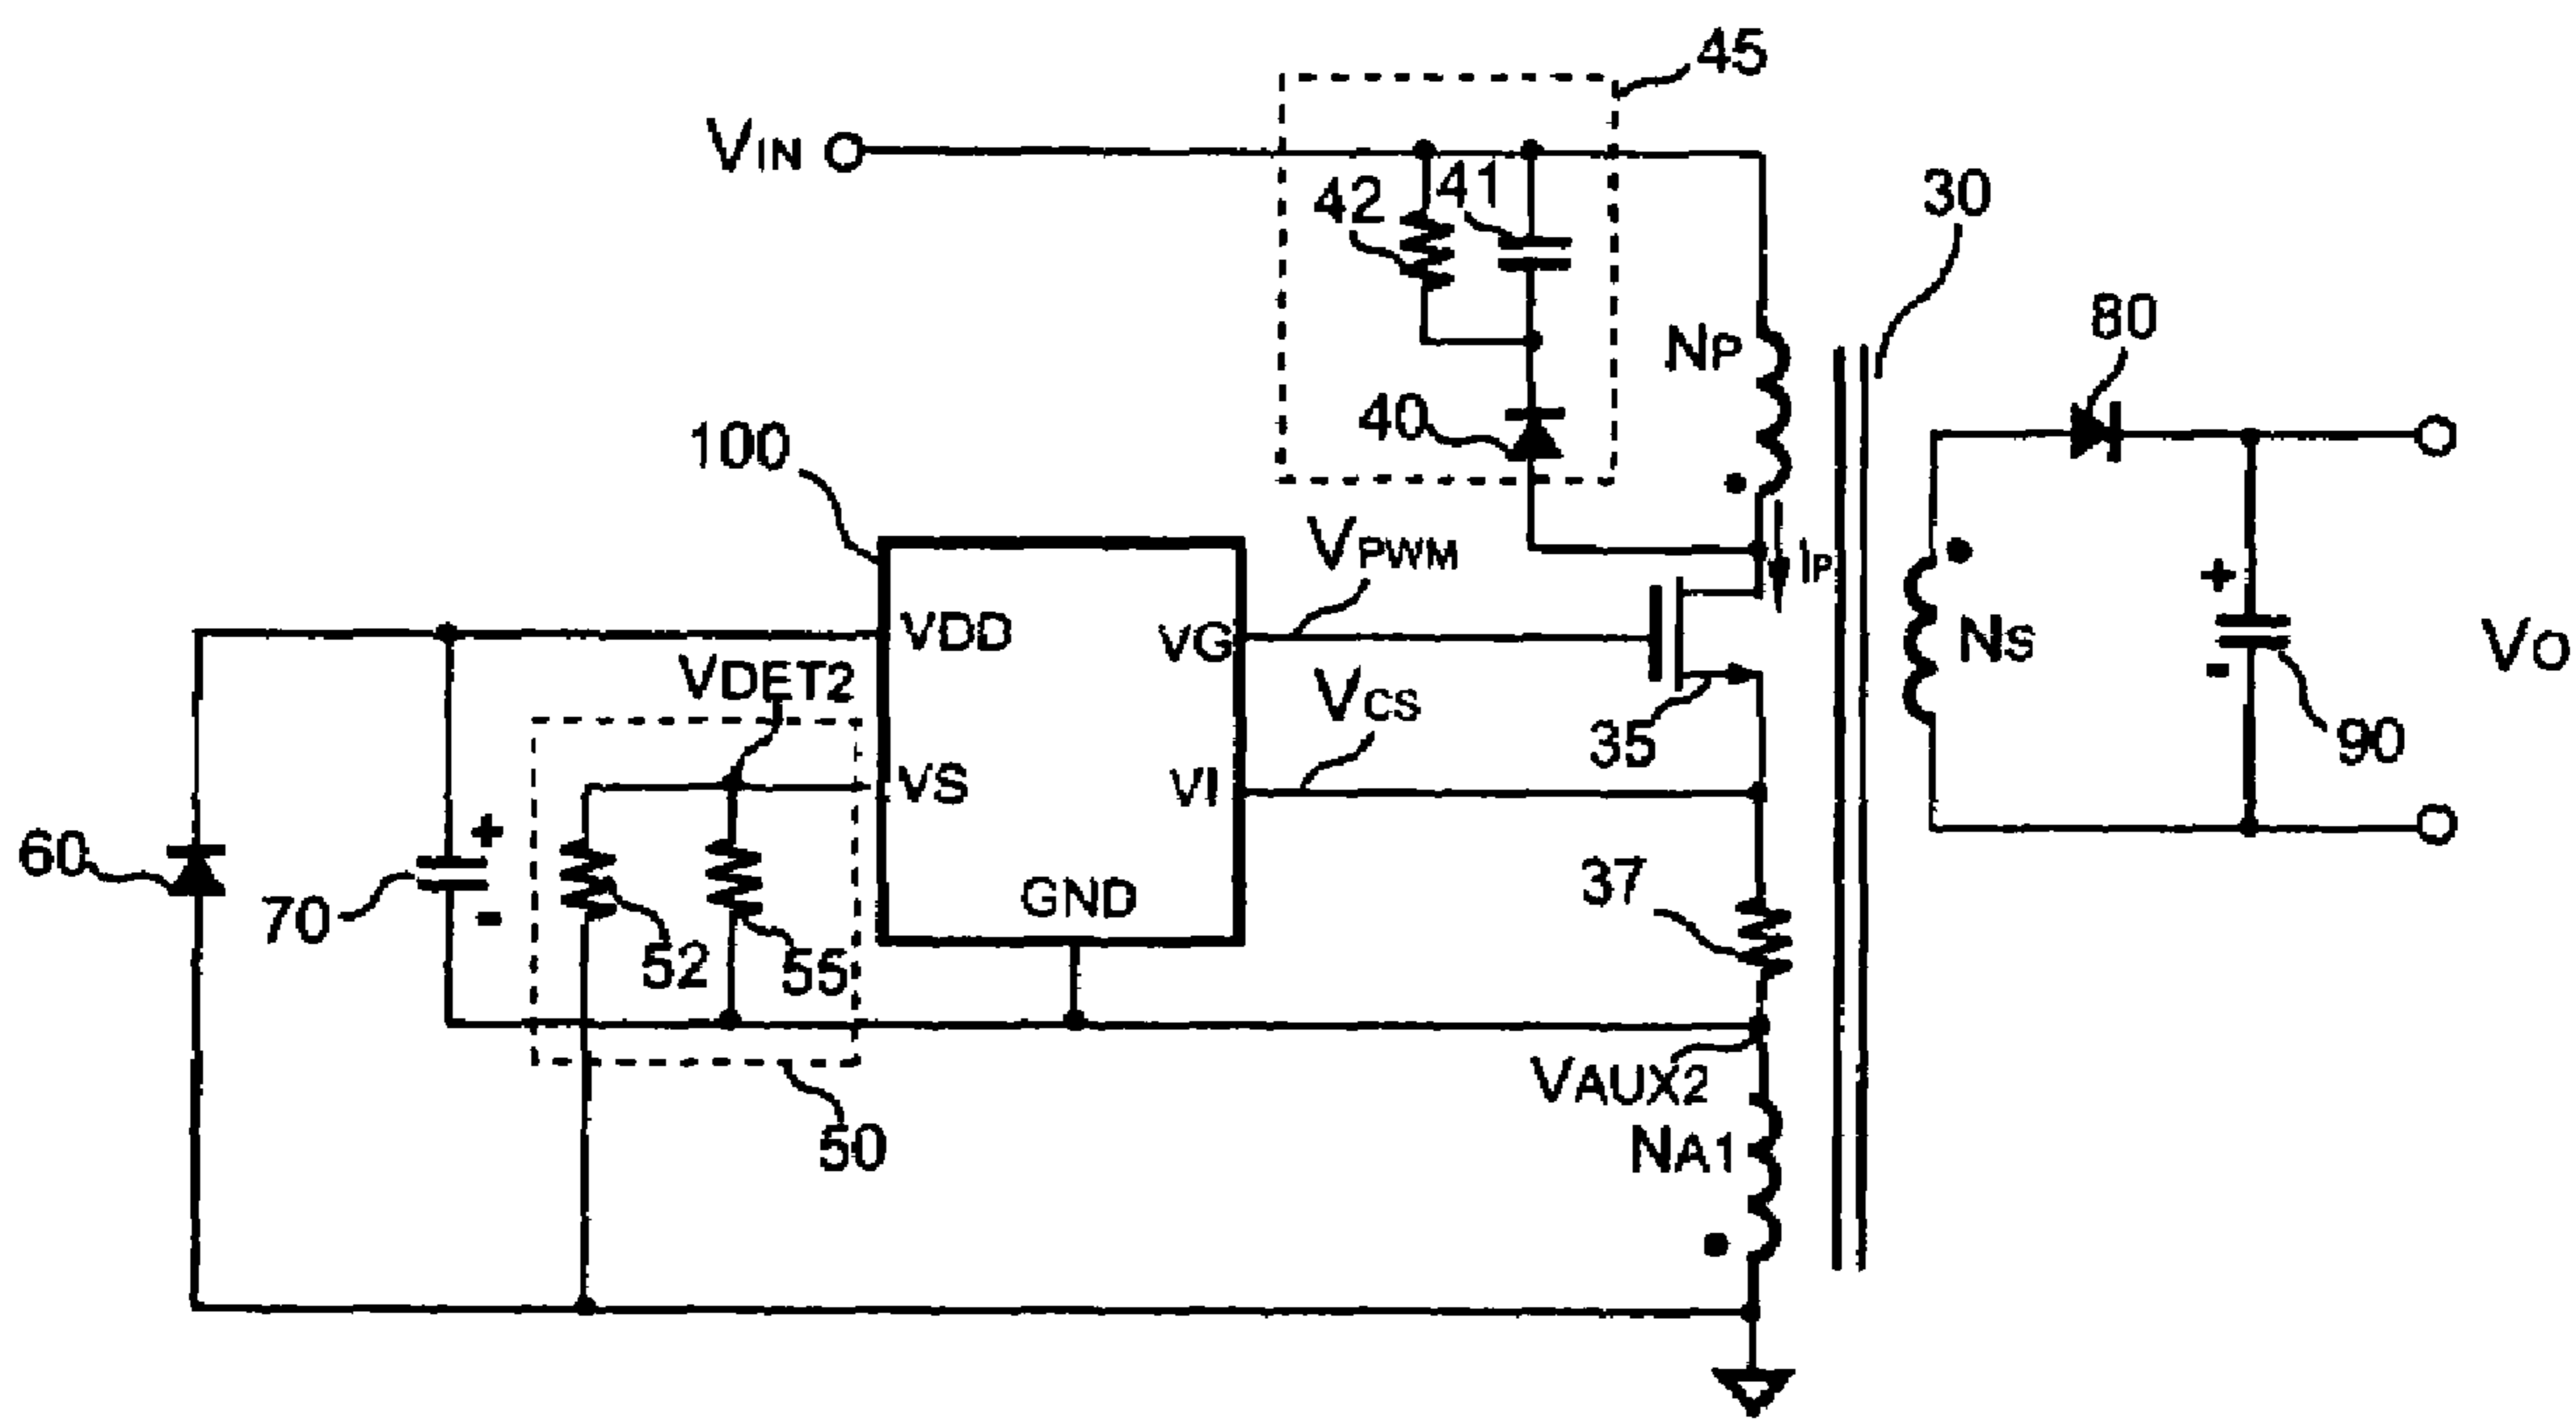 45
VIN
42
41
30
NP
80
40
100
VPWM
IP
VDD
VG
NS
VO
VDET2
VCS
35
90
VS
VI
60
70
GND
37
52
55
VAUX2
50
NA1
+
-
+
-